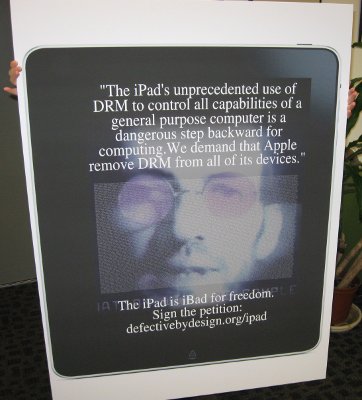 "The iPad's unprecedented use of
DRM to control all capabilities of a
general purpose computer is a
dangerous step backward for
computing.We demand that Apple
remove DRM from all of its devices."
The iPad is iBad for freedom.
Sign the petition:
defectivebydesign.org/ipad